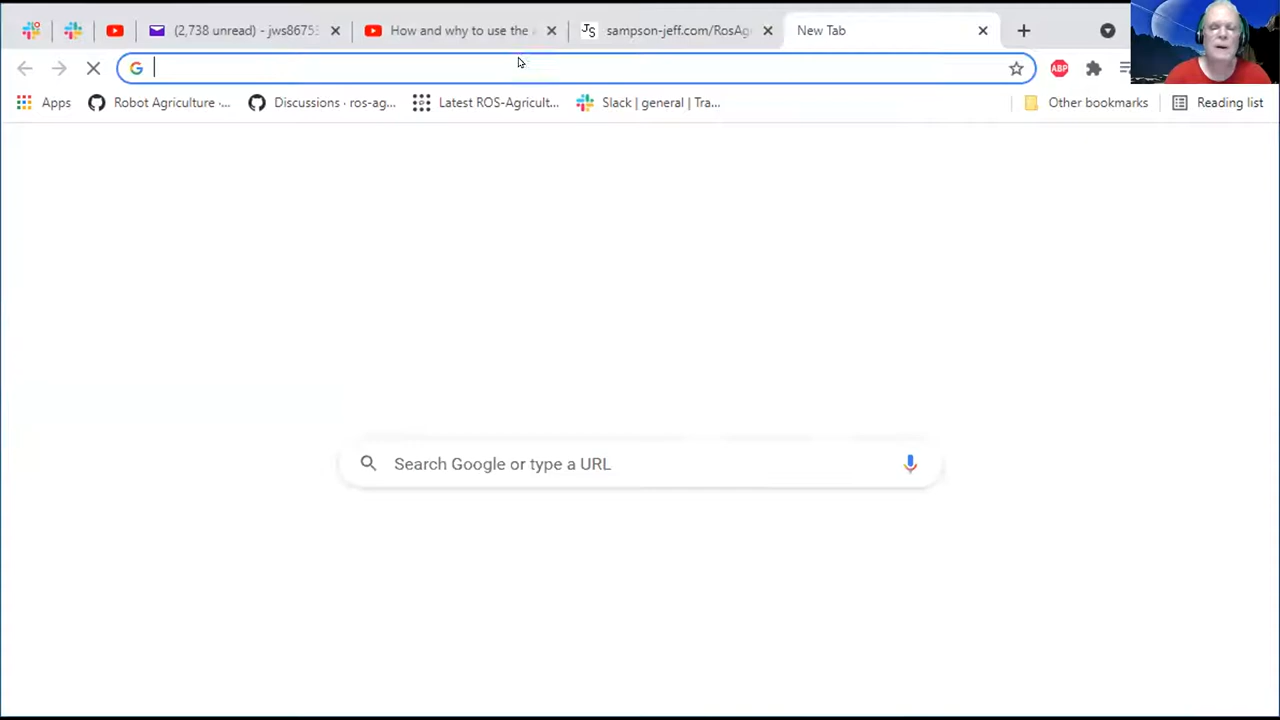 (2,738 unread) - jws8675
How and why to use the
sampson-jeff.com/RosAg
New Tab
Apps
Robot Agriculture ·...
Discussions · ros-ag...
Latest ROS-Agricult...
Slack | general | Tra...
Other bookmarks
Reading list
ABP
Search Google or type a URL